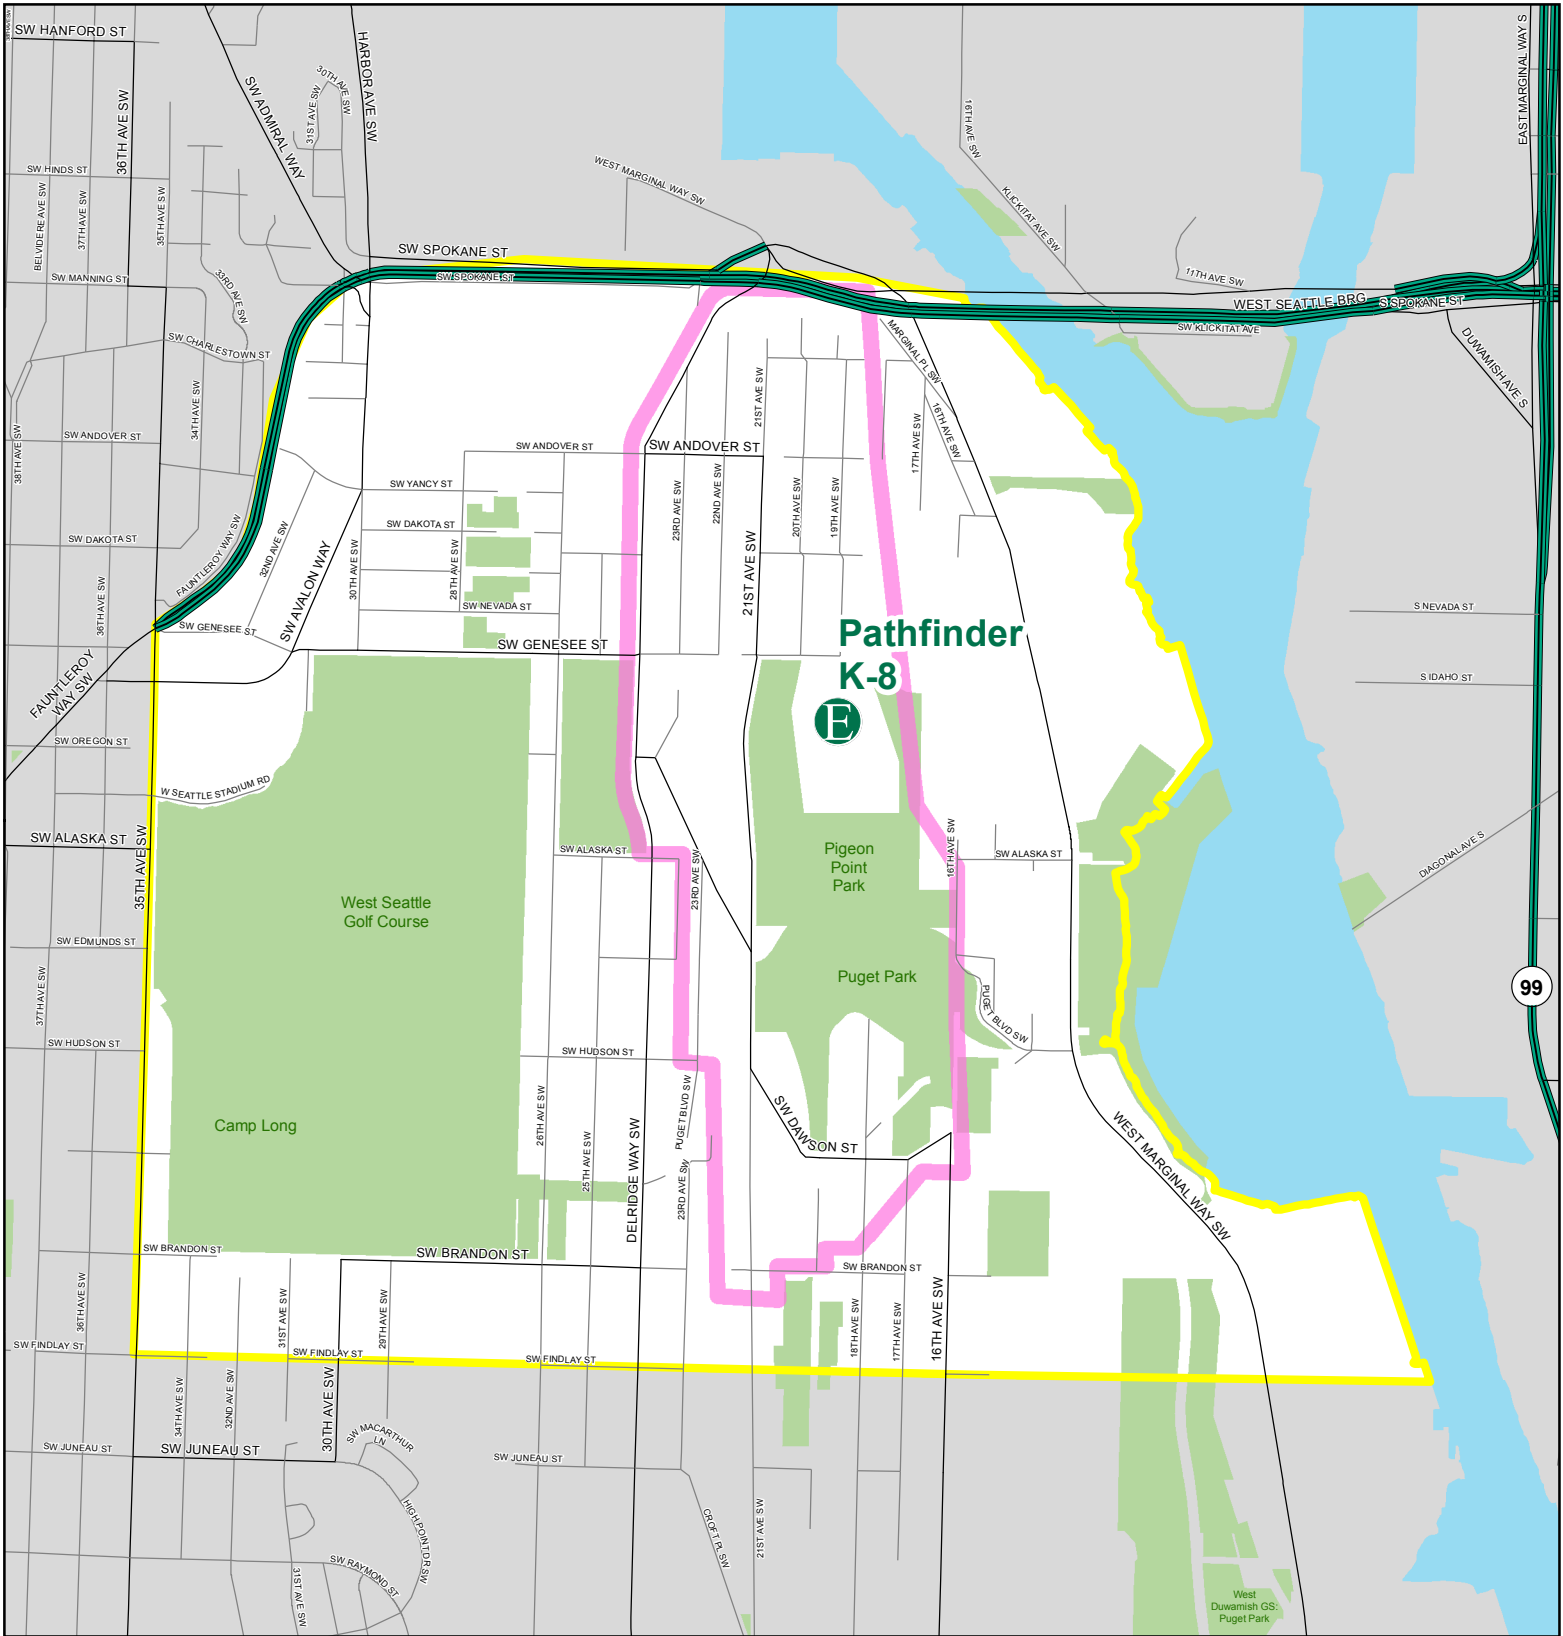 SW HANFORD ST
38TH AVE SW
36TH AVE SW
SW ADMIRAL WAY
HARBOR AVE SW
30TH AVE SW
31ST AVE SW
EAST MARGINAL WAY S
16TH AVE SW
WEST MARGINAL WAY SW
KLICKITAT AVE SW
SW HINDS ST
BELVIDERE AVE SW
37TH AVE SW
35TH AVE SW
SW MANNING ST
33RD AVE SW
SW SPOKANE ST
SW SPOKANE ST
11TH AVE SW
WEST SEATTLE BRG
S SPOKANE ST
SW KLICKITAT AVE
DUWAMISH AVE S
SW CHARLESTOWN ST
34TH AVE SW
38TH AVE SW
SW ANDOVER ST
SW ANDOVER ST
SW ANDOVER ST
21ST AVE SW
MARGINAL PL SW
16TH AVE SW
17TH AVE SW
SW YANCY ST
SW DAKOTA ST
SW DAKOTA ST
FAUNTLEROY WAY SW
32ND AVE SW
SW AVALON WAY
30TH AVE SW
28TH AVE SW
23RD AVE SW
22ND AVE SW
21ST AVE SW
20TH AVE SW
19TH AVE SW
36TH AVE SW
SW NEVADA ST
S NEVADA ST
SW GENESEE ST
SW GENESEE ST
Pathfinder
K-8
E
FAUNTLEROY
WAY SW
S IDAHO ST
SW OREGON ST
W SEATTLE STADIUM RD
SW ALASKA ST
35TH AVE SW
SW ALASKA ST
23RD AVE SW
Pigeon
Point
Park
16TH AVE SW
SW ALASKA ST
DIAGONAL AVE S
West Seattle
Golf Course
SW EDMUNDS ST
Puget Park
37TH AVE SW
PUGET BLVD SW
99
SW HUDSON ST
SW HUDSON ST
Camp Long
26TH AVE SW
25TH AVE SW
DELRIDGE WAY SW
PUGET BLVD SW
23RD AVE SW
SW DAWSON ST
WEST MARGINAL WAY SW
SW BRANDON ST
SW BRANDON ST
SW BRANDON ST
36TH AVE SW
31ST AVE SW
29TH AVE SW
18TH AVE SW
17TH AVE SW
16TH AVE SW
SW FINDLAY ST
SW FINDLAY ST
SW FINDLAY ST
34TH AVE SW
32ND AVE SW
30TH AVE SW
SW MACARTHUR
LN
SW JUNEAU ST
SW JUNEAU ST
SW JUNEAU ST
HIGH POINT DR SW
CROFT PL SW
21ST AVE SW
SW RAYMOND ST
31ST AVE SW
West
Duwamish GS:
Puget Park